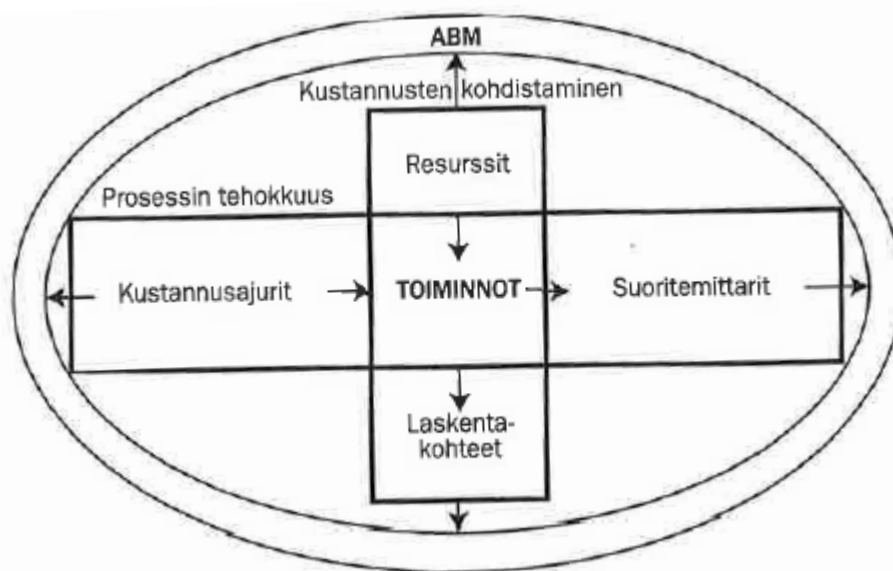 ABM
Kustannusten kohdistaminen
Resurssit
Prosessin tehokkuus
Kustannusajurit
TOIMINNOT
Suoritemittarit
Laskenta-
kohteet